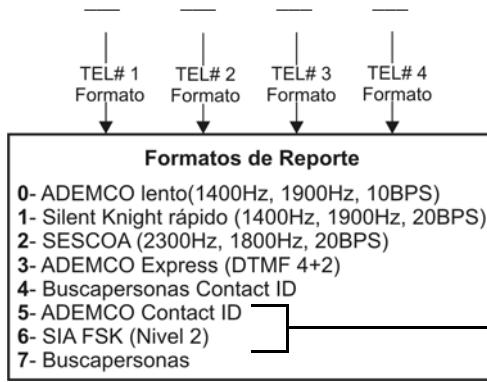 TEL# 1 TEL# 2 TEL# 3 TEL# 4
Formato Formato Formato Formato
Formatos de Reporte
0- ADEMCO lento(1400Hz, 1900Hz, 10BPS)
1- Silent Knight rápido (1400Hz, 1900Hz, 20BPS)
2- SESCOA (2300Hz, 1800Hz, 20BPS)
3- ADEMCO Express (DTMF 4+2)
4- Buscapersonas Contact ID
5- ADEMCO Contact ID
6- SIA FSK (Nivel 2)
7- Buscapersonas